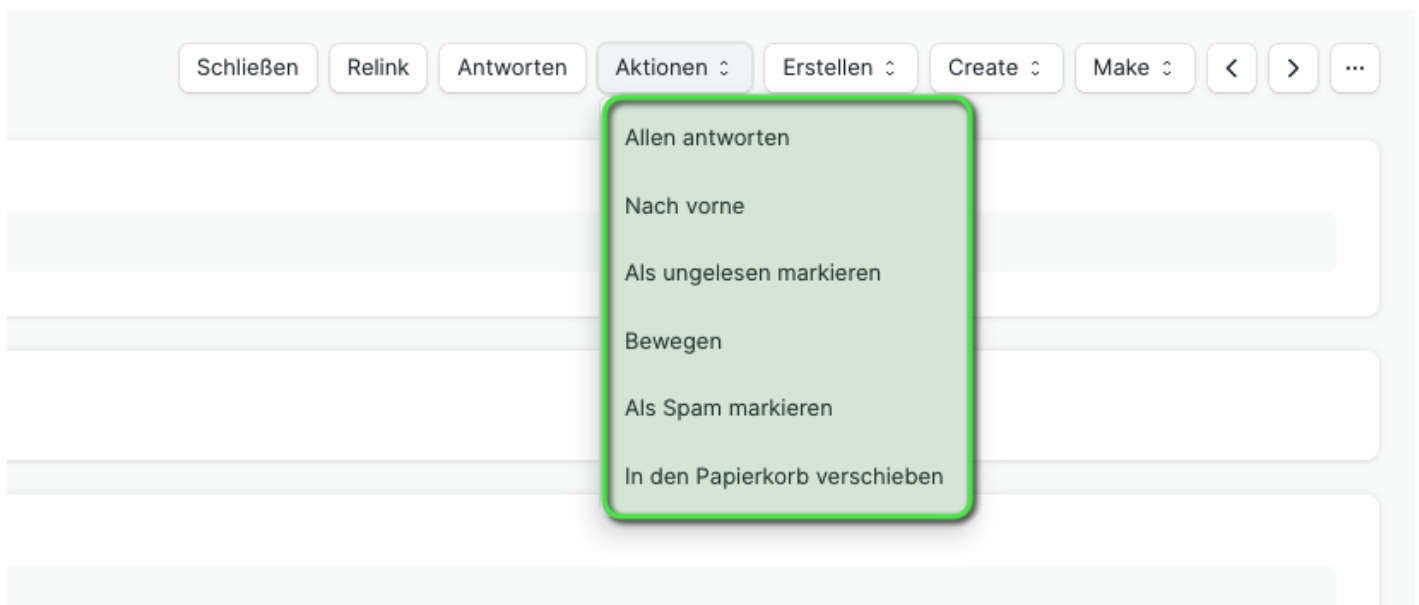 Schließen Relink Antworten Aktionen Erstellen Create Make ...
Allen antworten
Nach vorne
Als ungelesen markieren
Bewegen
Als Spam markieren
In den Papierkorb verschieben